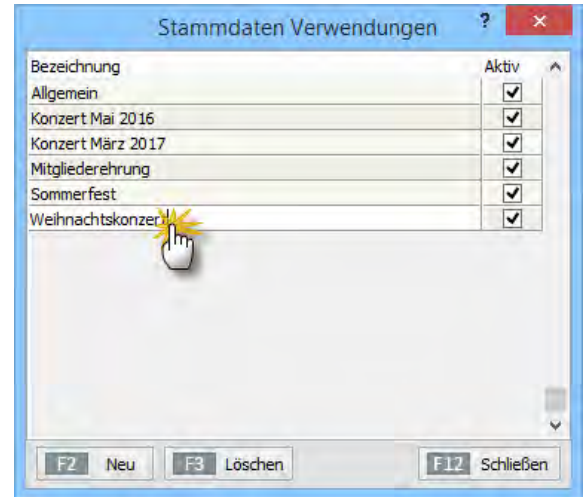 Stammdaten Verwendungen ? ×
Bezeichnung Aktiv
Allgemein
Konzert Mai 2016
Konzert März 2017
Mitgliederehrung
Sommerfest
Weihnachtskonzert
F2 Neu F3 Löschen F12 Schließen